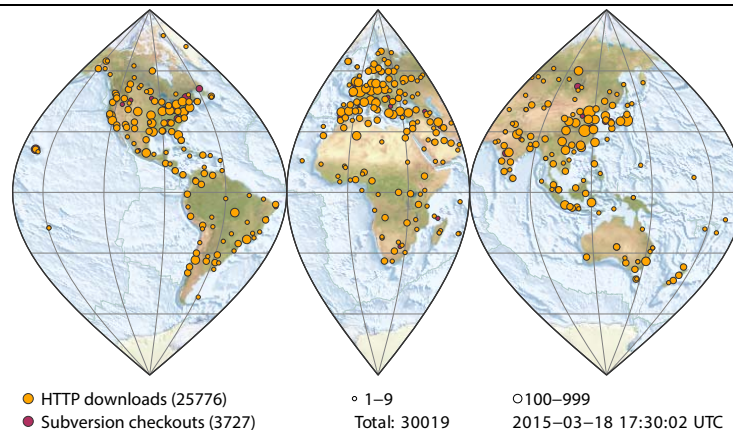 HTTP downloads (25776) 1−9 100−999
Subversion checkouts (3727) Total: 30019 2015−03−18 17:30:02 UTC